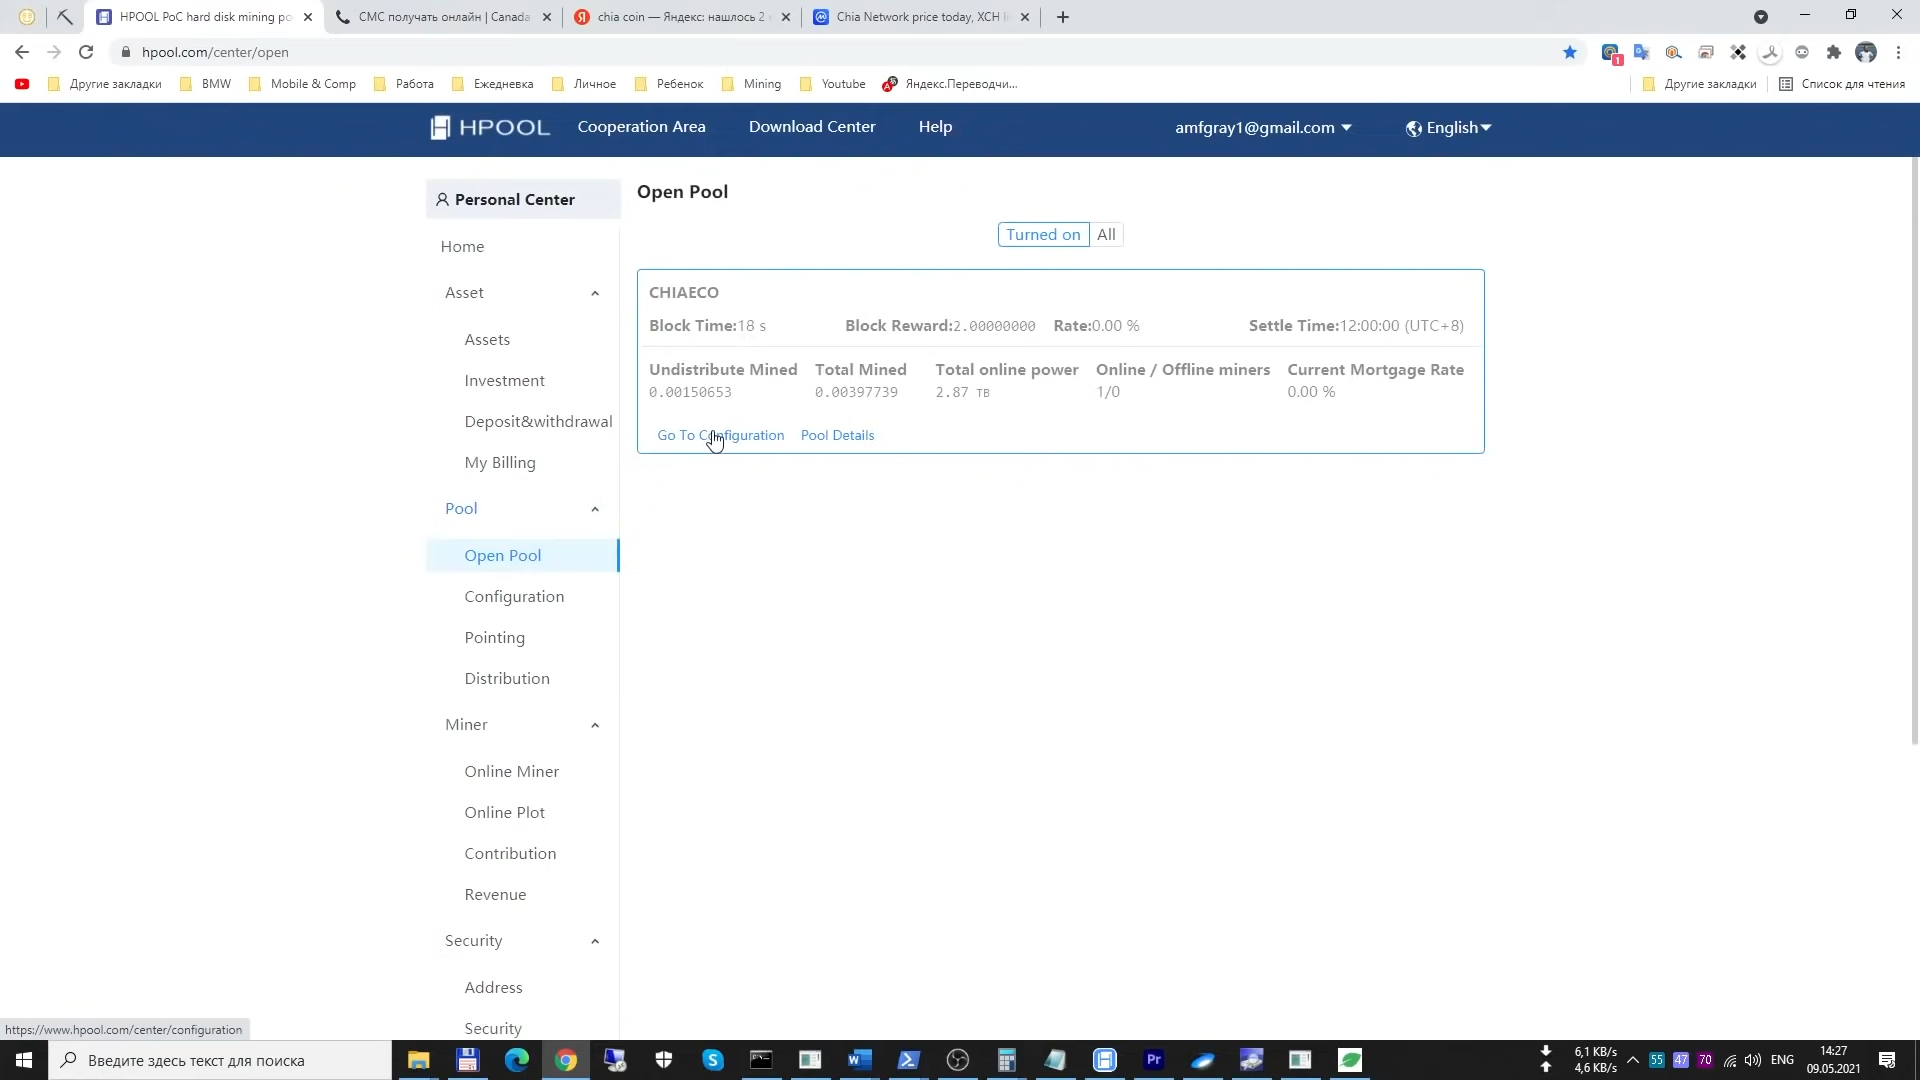 HPOOL PoC hard disk mining po
СМС получать онлайн | Canada
chia coin — Яндекс: нашлось 2
Chia Network price today, XCH li
hpool.com/center/open
1
Другие закладки
BMW
Mobile & Comp
Работа
Ежедневка
Личное
Ребенок
Mining
Youtube
Яндекс.Переводчи...
Другие закладки
Список для чтения
HPOOL
Cooperation Area
Download Center
Help
amfgray1@gmail.com
English
Personal Center
Home
Asset
Assets
Investment
Deposit&withdrawal
My Billing
Pool
Open Pool
Configuration
Pointing
Distribution
Miner
Online Miner
Online Plot
Contribution
Revenue
Security
Address
Security
Open Pool
Turned on All
CHIAECO
Block Time:18 s Block Reward:2.00000000 Rate:0.00 % Settle Time:12:00:00 (UTC+8)
Undistribute Mined Total Mined Total online power Online / Offline miners Current Mortgage Rate
0.00150653 0.00397739 2.87 TB 1/0 0.00 %
Go To Configuration Pool Details
https://www.hpool.com/center/configuration
Введите здесь текст для поиска
6,1 KB/s
4,6 KB/s
55 47 70
ENG
14:27
09.05.2021